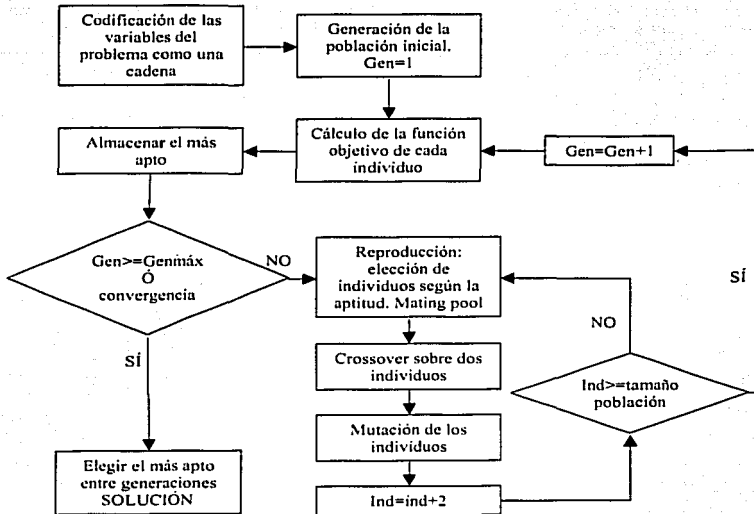 Codificación de las
variables del
problema como una
cadena
Generación de la
población inicial.
Gen=1
Almacenar el más
apto
Cálculo de la función
objetivo de cada
individuo
Gen=Gen+1
Gen>=Genmáx
Ó
convergencia
NO
Reproducción:
elección de
individuos según la
aptitud. Mating pool
SÍ
NO
SÍ
Crossover sobre dos
individuos
Ind>=tamaño
población
Mutación de los
individuos
Elegir el más apto
entre generaciones
SOLUCIÓN
Ind=ind+2